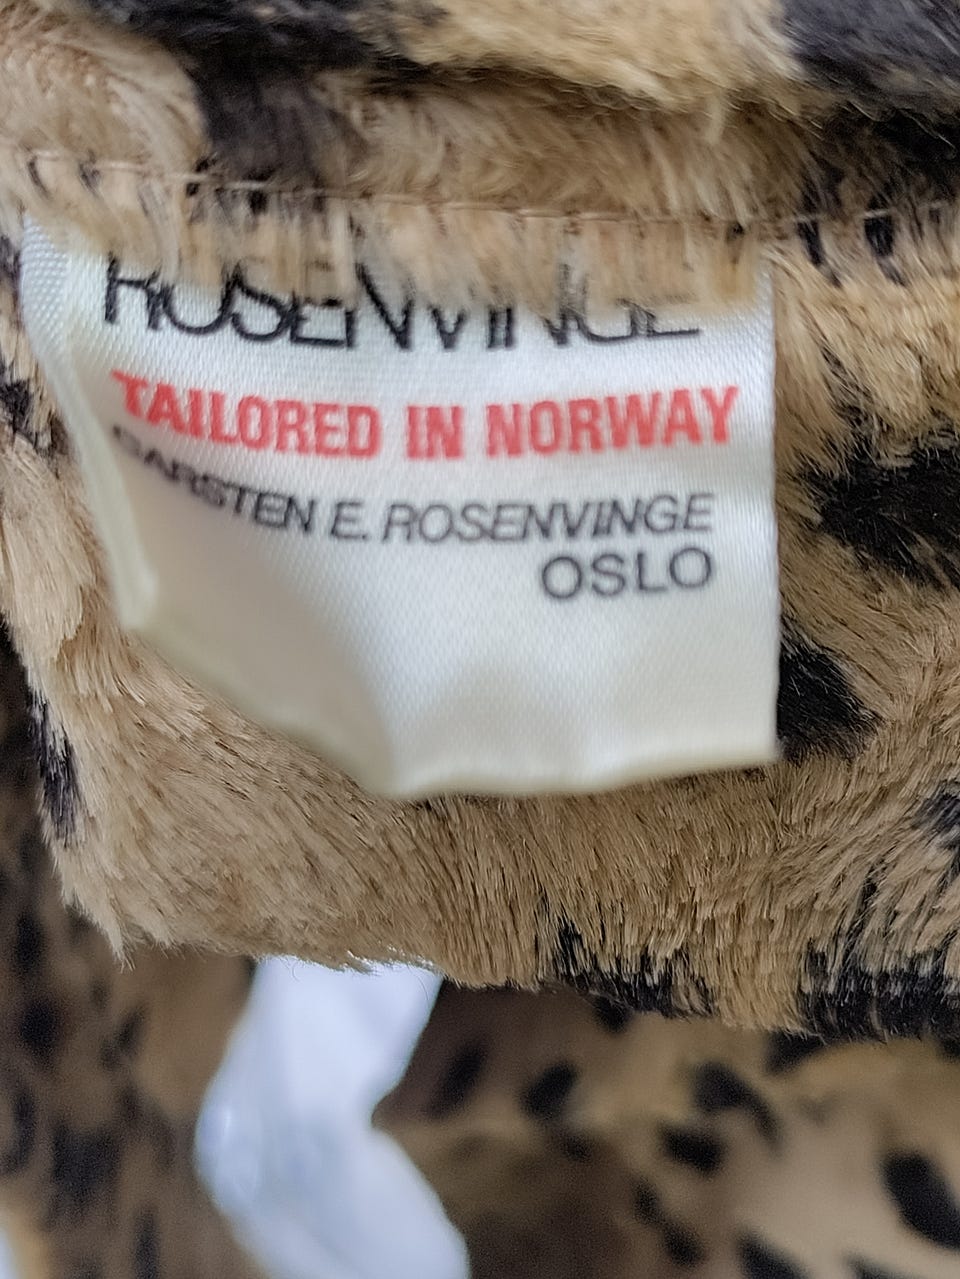 ROSENVINGE
TAILORED IN NORWAY
CARSTEN E. ROSENVINGE
OSLO